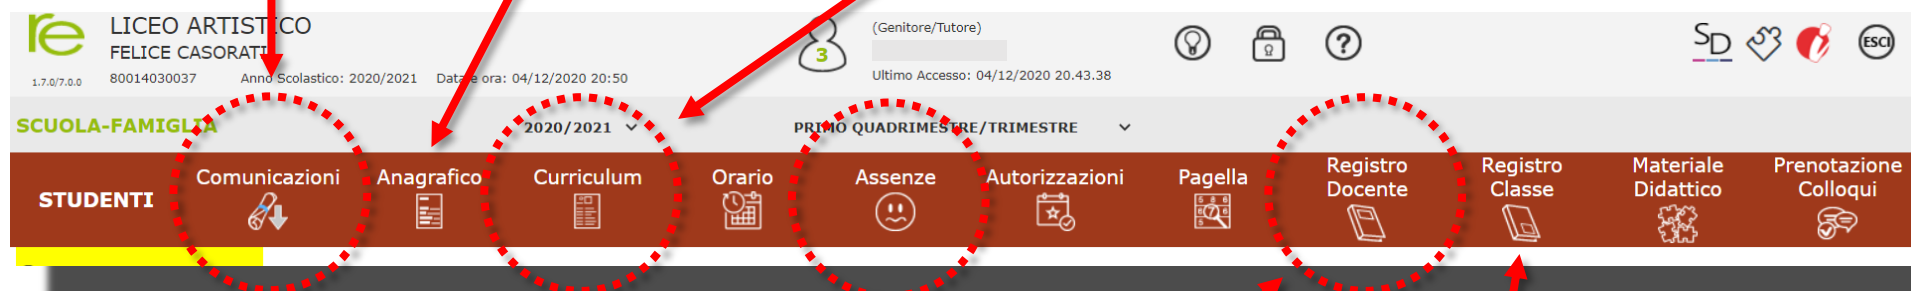 re
LICEO ARTISTICO
FELICE CASORATI
1.7.0/7.0.0
80014030037
Anno Scolastico: 2020/2021
Data e ora: 04/12/2020 20:50
3
(Genitore/Tutore)
Ultimo Accesso: 04/12/2020 20.43.38
?
SD
ESCI
SCUOLA-FAMIGLIA
2020/2021
PRIMO QUADRIMESTRE/TRIMESTRE
STUDENTI
Comunicazioni
Anagrafico
Curriculum
Orario
Assenze
Autorizzazioni
Pagella
Registro
Docente
Registro
Classe
Materiale
Didattico
Prenotazione
Colloqui